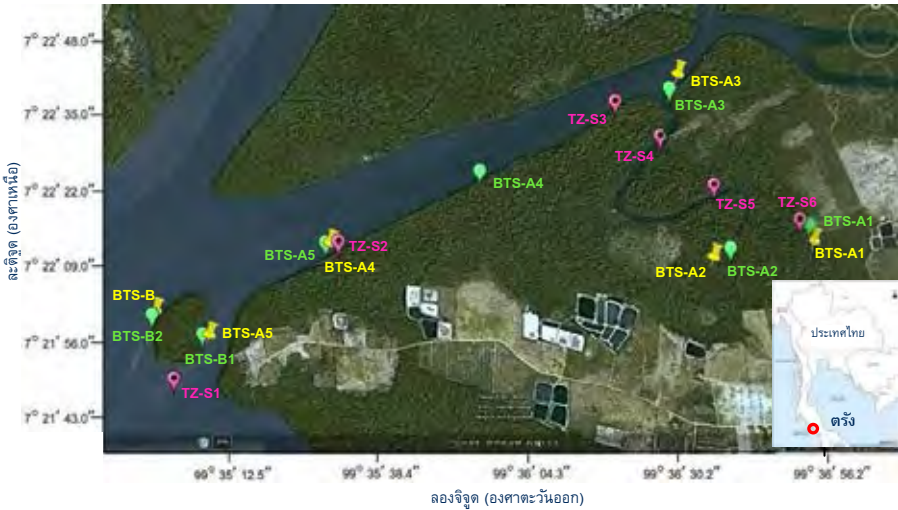 7° 22' 48.0"
7° 22' 35.0"
7° 22' 22.0"
7° 22' 09.0"
7° 21' 56.0"
7° 21' 43.0"
ละติจูด (องศาเหนือ)
BTS-A3
BTS-A3
TZ-S3
TZ-S4
BTS-A4
TZ-S5
TZ-S6
BTS-A1
BTS-A1
BTS-A5
TZ-S2
BTS-A4
BTS-A2
BTS-A2
BTS-B
BTS-B2
BTS-A5
BTS-B1
TZ-S1
ประเทศไทย
ตรัง
99° 35' 12.5"
99° 35' 38.4"
99° 36' 04.3"
99° 36' 30.2"
99° 36' 56.2"
ลองจิจูด (องศาตะวันออก)